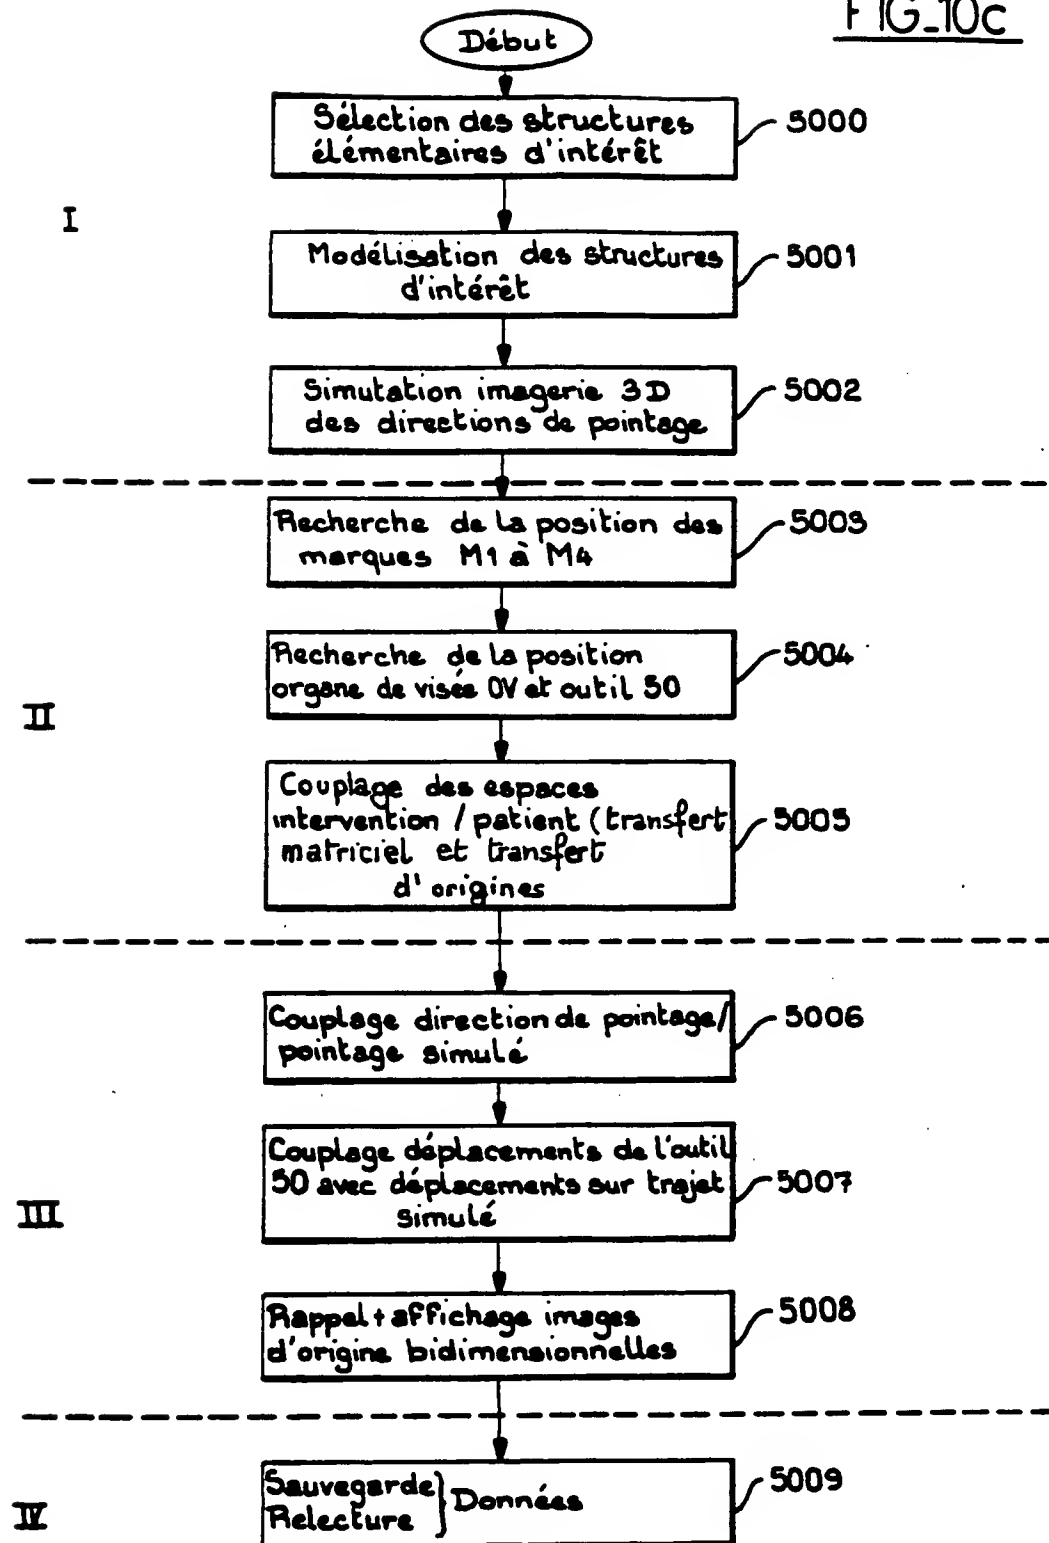 FIG_10c
Début
Sélection des structures
élémentaires d'intérêt
5000
I
Modélisation des structures
d'intérêt
5001
Simutation imagerie 3D
des directions de pointage
5002
Recherche de la position des
marques M1 à M4
5003
Recherche de la position
organe de visée OV et outil 50
5004
II
Couplage des espaces
intervention / patient (transfert
matriciel et transfert
d'origines
5005
Couplage direction de pointage/
pointage simulé
5006
Couplage déplacements de l'outil
50 avec déplacements sur trajet
simulé
5007
III
Rappel + affichage images
d'origine bidimensionnelles
5008
Sauvegarde
Relecture } Données
5009
IV